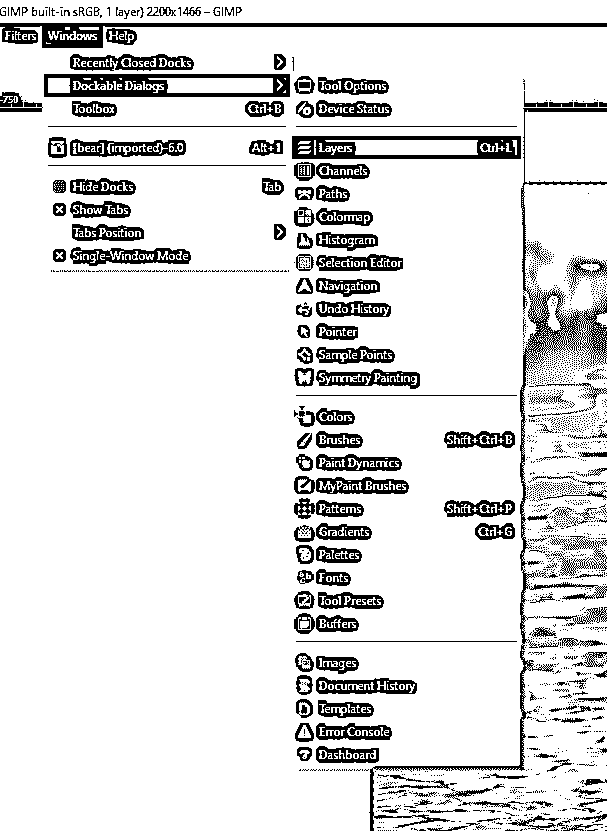 GIMP built-in sRGB, 1 layer) 2200x1466 – GIMP
Filters Windows Help
Recently Closed Docks
Dockable Dialogs
Toolbox Ctrl+B
[bear] (imported)-6.0 Alt+1
Hide Docks Tab
Show Tabs
Tabs Position
Single-Window Mode
-750
Tool Options
Device Status
Layers Ctrl+L
Channels
Paths
Colormap
Histogram
Selection Editor
Navigation
Undo History
Pointer
Sample Points
Symmetry Painting
Colors
Brushes Shift+Ctrl+B
Paint Dynamics
MyPaint Brushes
Patterns Shift+Ctrl+P
Gradients Ctrl+G
Palettes
Fonts
Tool Presets
Buffers
Images
Document History
Templates
Error Console
Dashboard